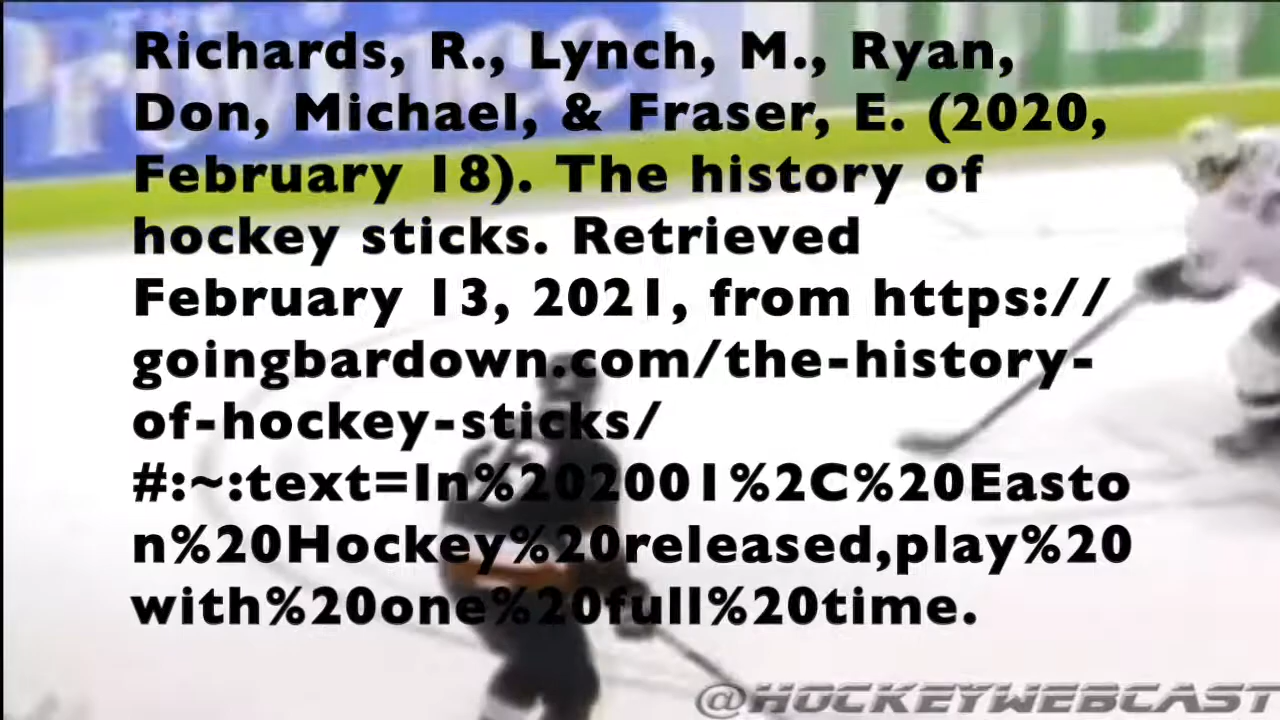 THE
Province
Richards, R., Lynch, M., Ryan,
Don, Michael, & Fraser, E. (2020,
February 18). The history of
hockey sticks. Retrieved
February 13, 2021, from https://
goingbardown.com/the-history-
of-hockey-sticks/
#:~:text=In%202001%2C%20Easto
n%20Hockey%20released,play%20
with%20one%20full%20time.
@HOCKEYWEBCAST